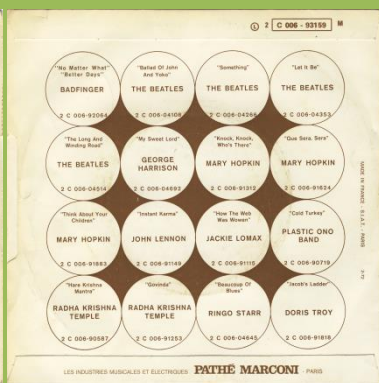 2 C 006 - 93159 M
"No Matter What"
"Better Days"
BADFINGER
2 C 006-92064
"Ballad Of John
And Yoko"
THE BEATLES
2 C 006-04108
"Something"
THE BEATLES
2 C 006-04266
"Let It Be"
THE BEATLES
2 C 006-04353
"The Long And
Winding Road"
THE BEATLES
2 C 006-04514
"My Sweet Lord"
GEORGE
HARRISON
2 C 006-04692
"Knock, Knock,
Who's There"
MARY HOPKIN
2 C 006-91312
"Que Sera, Sera"
MARY HOPKIN
2 C 006-91624
"Think About Your
Children"
MARY HOPKIN
2 C 006-91883
"Instant Karma"
JOHN LENNON
2 C 006-91149
"How The Web
Was Woven"
JACKIE LOMAX
2 C 006-91115
"Cold Turkey"
PLASTIC ONO
BAND
2 C 006-90719
"Hare Krishna
Mantra"
RADHA KRISHNA
TEMPLE
2 C 006-90587
"Govinda"
RADHA KRISHNA
TEMPLE
2 C 006-91253
"Beaucoup Of
Blues"
RINGO STARR
2 C 006-04645
"Jacob's Ladder"
DORIS TROY
2 C 006-91818
MADE IN FRANCE
PARIS
LES INDUSTRIES MUSICALES ET ELECTRIQUES PATHÉ MARCONI - PARIS